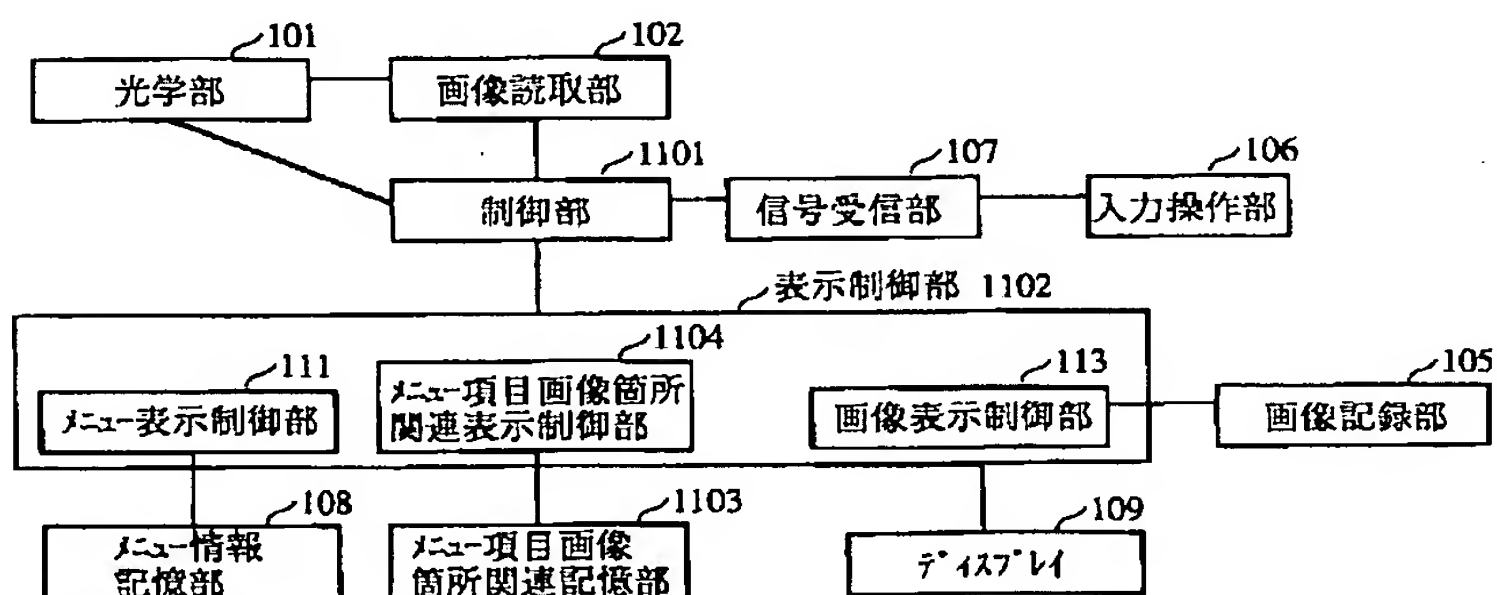 101
光学部
102
画像読取部
1101
制御部
107
信号受信部
106
入力操作部
表示制御部 1102
111
メニュー表示制御部
1104
メニュー項目画像箇所
関連表示制御部
113
画像表示制御部
105
画像記録部
108
メニュー情報
記憶部
1103
メニュー項目画像
箇所関連記憶部
109
ディスプレイ